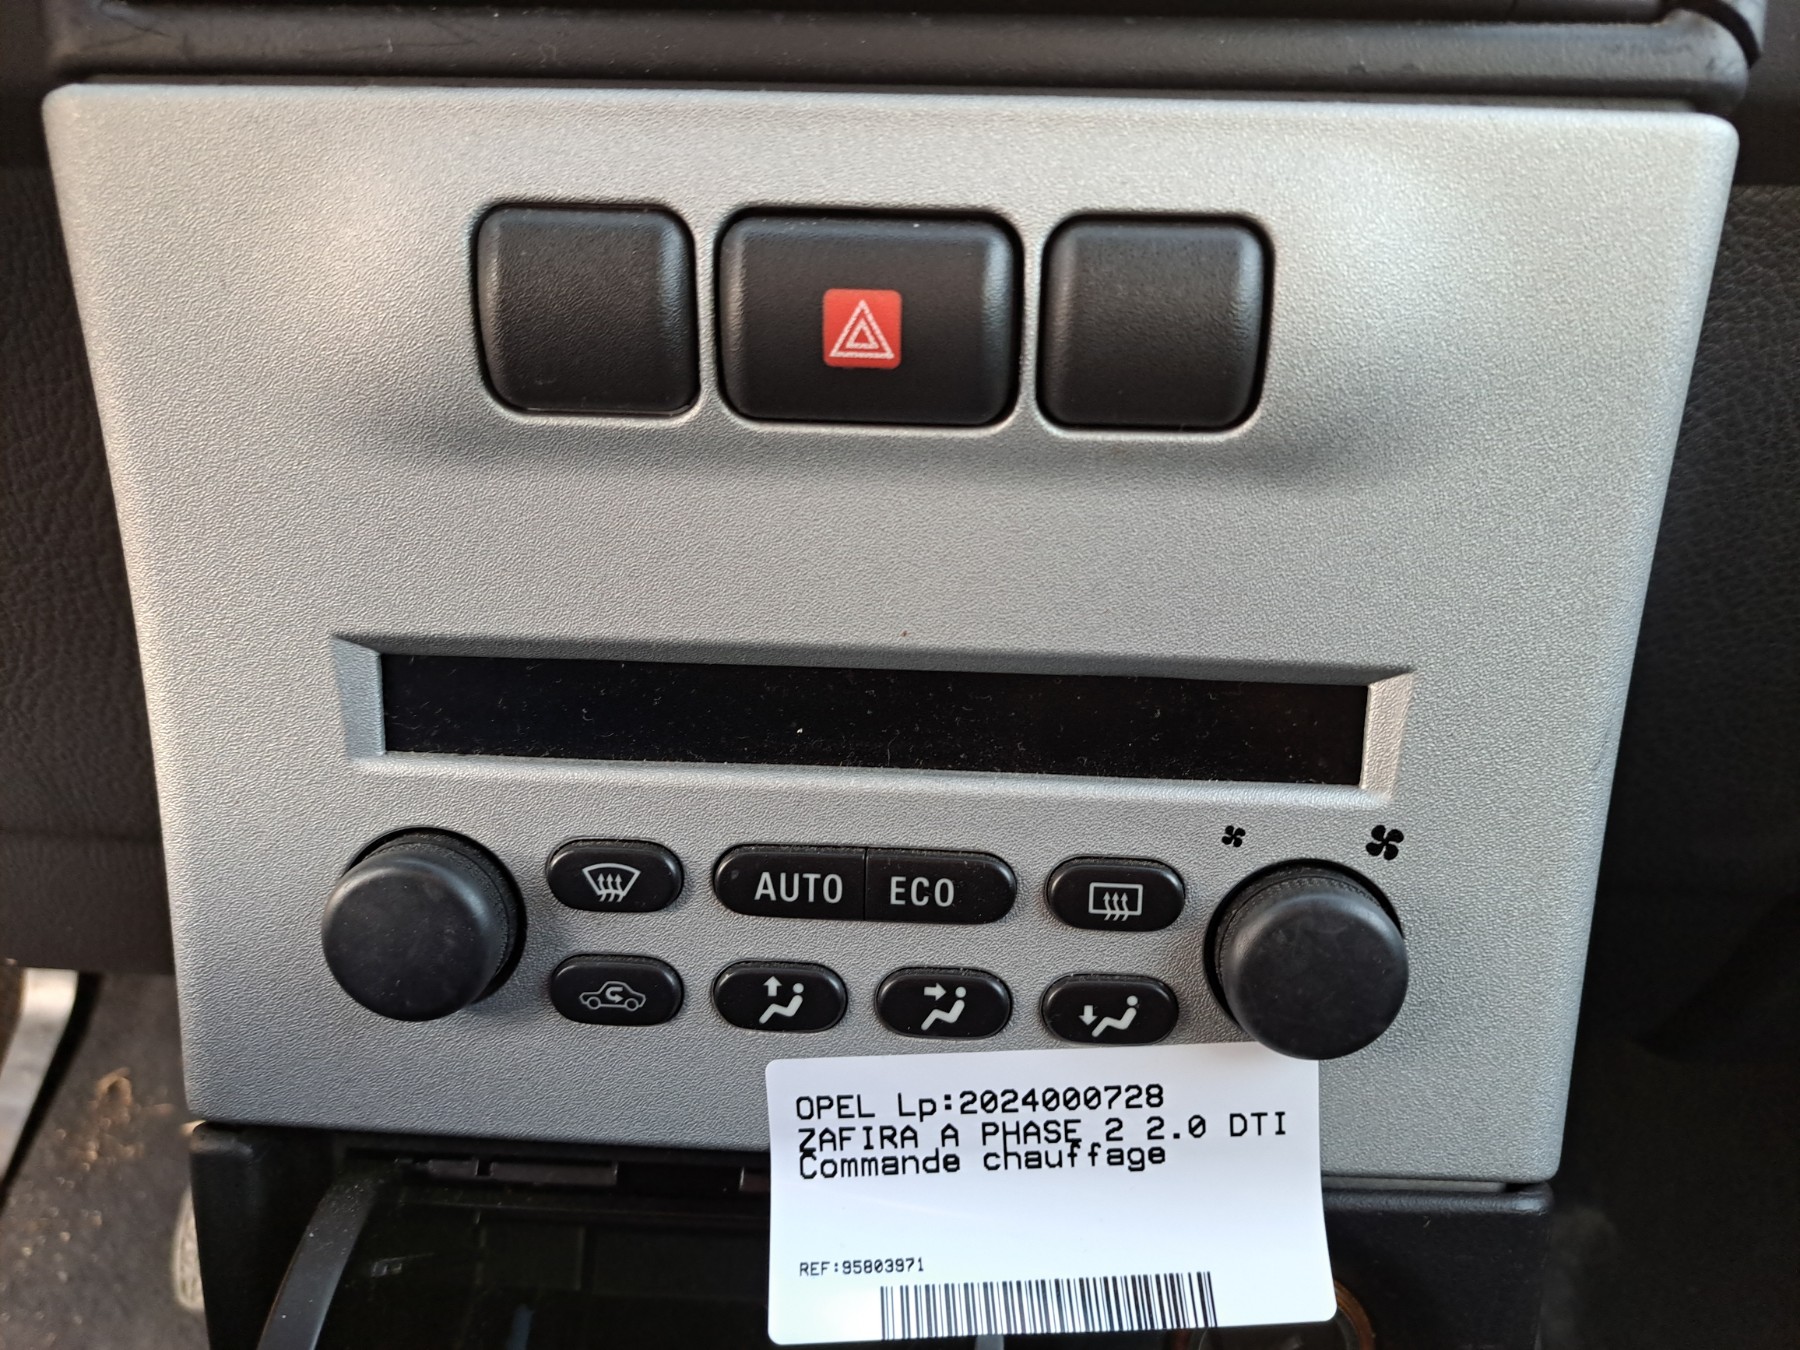 AUTO ECO
OPEL Lp:2024000728
ZAFIRA A PHASE 2 2.0 DTI
Commande chauffage
REF:95803971